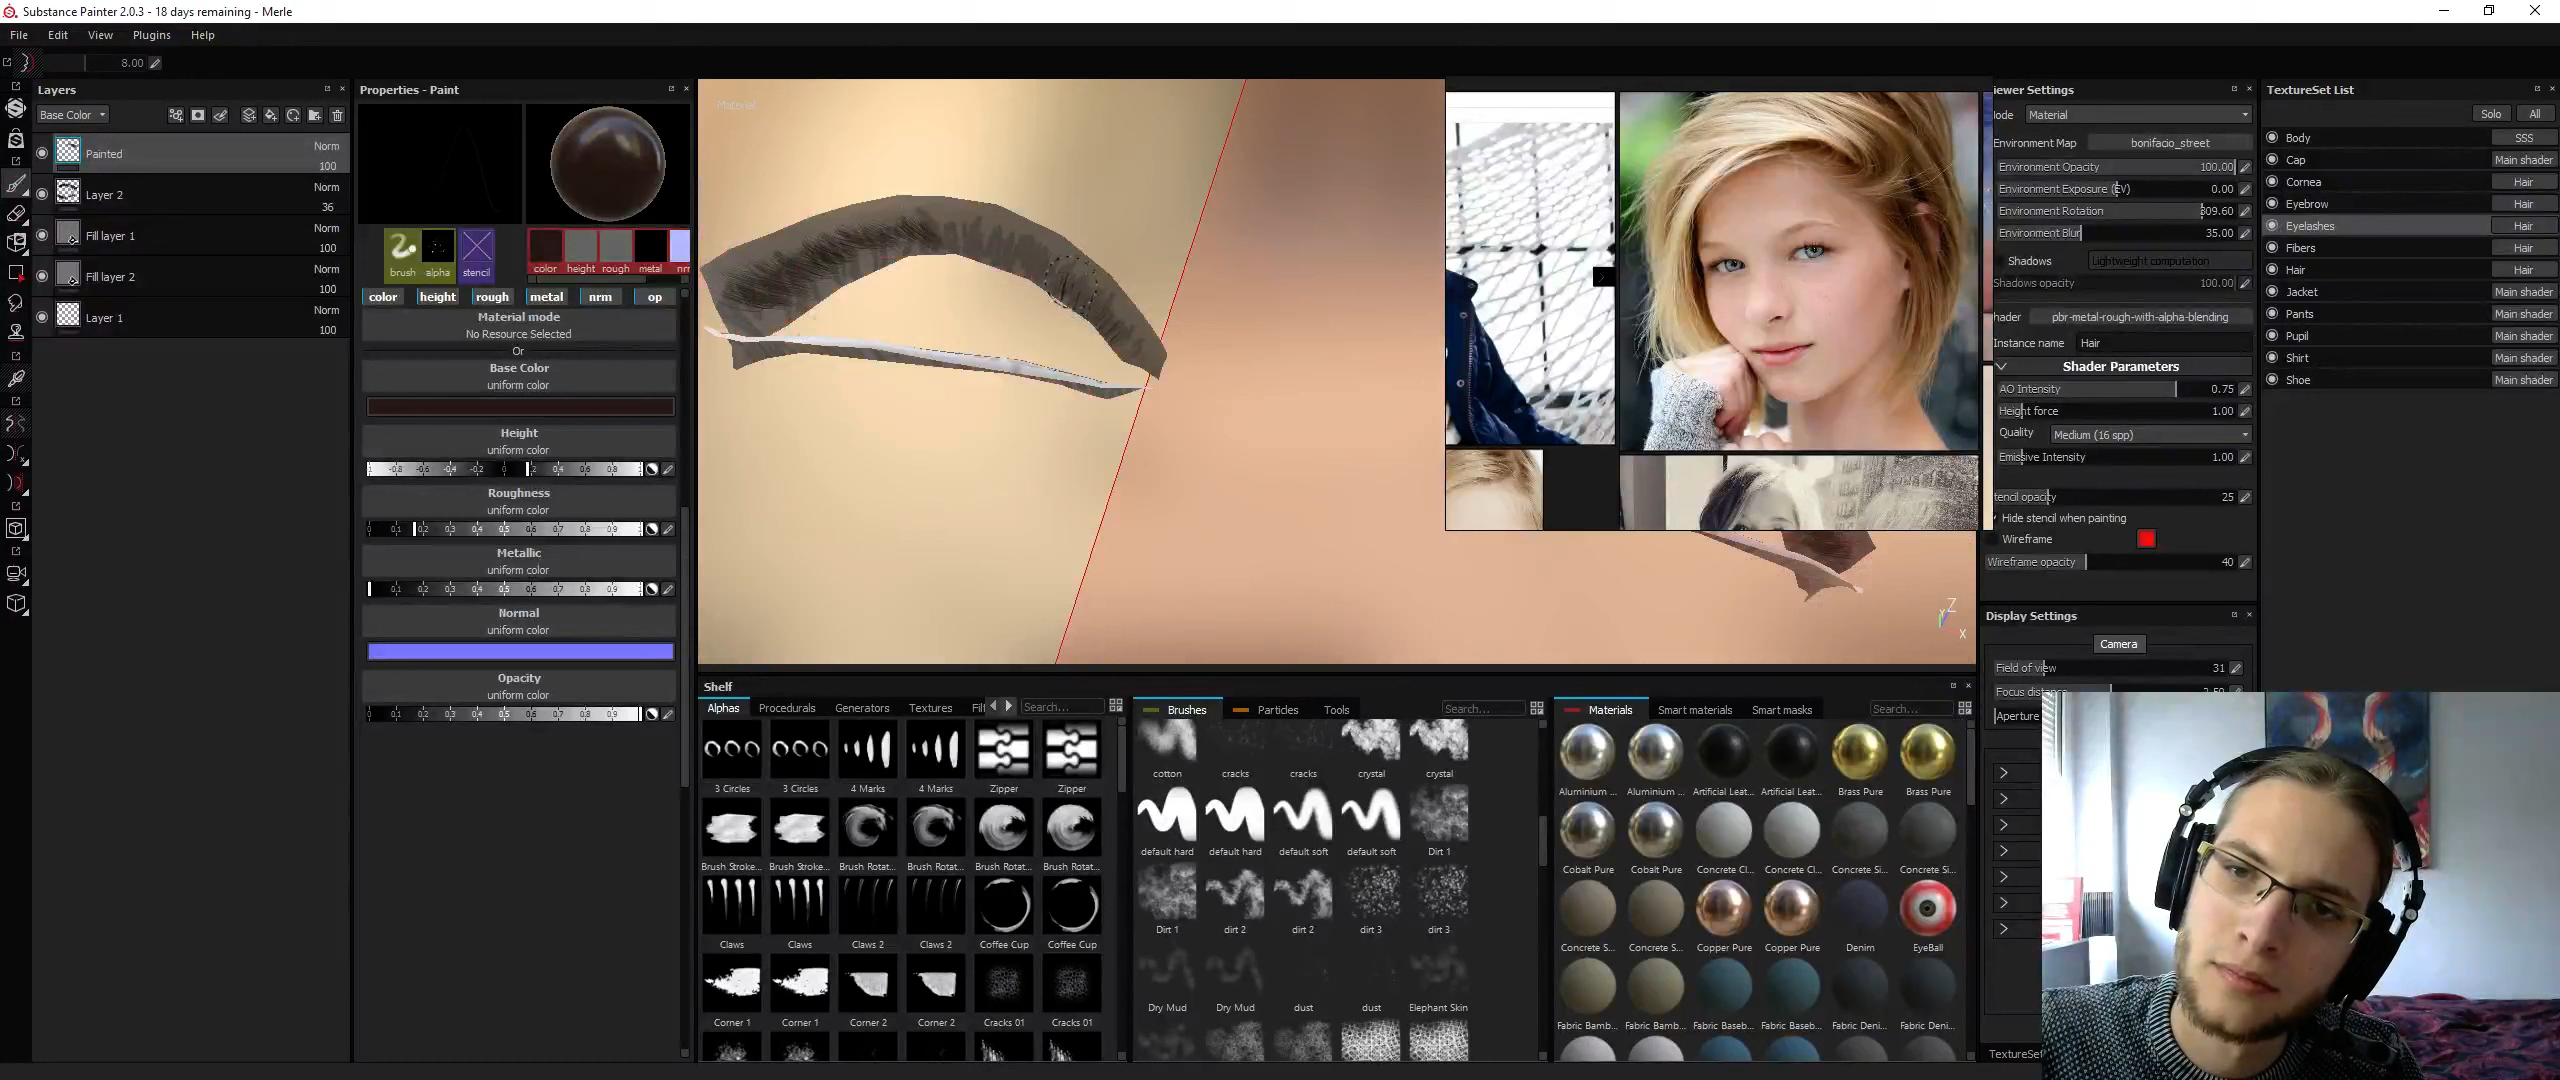 Substance Painter 2.0.3 - 18 days remaining - Merle
File Edit View Plugins Help
8.00
Layers
Base Color
Painted Norm 100
Layer 2 Norm 36
Fill layer 1 Norm 100
Fill layer 2 Norm 100
Layer 1 Norm 100
Properties - Paint
brush alpha stencil
color height rough metal nrm
color height rough metal nrm op
Material mode
No Resource Selected
Or
Base Color
uniform color
Height
uniform color
Roughness
uniform color
Metallic
uniform color
Normal
uniform color
Opacity
uniform color
Material
Z
Y
X
iewer Settings
lode Material
Environment Map bonifacio_street
Environment Opacity 100.00
Environment Exposure (EV) 0.00
Environment Rotation 309.60
Environment Blur 35.00
Shadows Lightweight computation
Shadows opacity 100.00
hader pbr-metal-rough-with-alpha-blending
Instance name Hair
Shader Parameters
AO Intensity 0.75
Height force 1.00
Quality Medium (16 spp)
Emissive Intensity 1.00
tencil opacity 25
Hide stencil when painting
Wireframe
Wireframe opacity 40
Display Settings
Camera
Field of view 31
Focus dista
Aperture
TextureSet
TextureSet List
Solo All
Body SSS
Cap Main shader
Cornea Hair
Eyebrow Hair
Eyelashes Hair
Fibers Hair
Hair Hair
Jacket Main shader
Pants Main shader
Pupil Main shader
Shirt Main shader
Shoe Main shader
Shelf
Alphas Procedurals Generators Textures Fil Search...
3 Circles 3 Circles 4 Marks 4 Marks Zipper Zipper
Brush Stroke... Brush Stroke... Brush Rotat... Brush Rotat... Brush Rotat... Brush Rotat...
Claws Claws Claws 2 Claws 2 Coffee Cup Coffee Cup
Corner 1 Corner 1 Corner 2 Corner 2 Cracks 01 Cracks 01
Brushes Particles Tools Search...
cotton cracks cracks crystal crystal
default hard default hard default soft default soft Dirt 1
Dirt 1 dirt 2 dirt 2 dirt 3 dirt 3
Dry Mud Dry Mud dust dust Elephant Skin
Materials Smart materials Smart masks Search...
Aluminium ... Aluminium ... Artificial Leat... Artificial Leat... Brass Pure Brass Pure
Cobalt Pure Cobalt Pure Concrete Cl... Concrete Cl... Concrete Si... Concrete Si...
Concrete S... Concrete S... Copper Pure Copper Pure Denim EyeBall
Fabric Bamb... Fabric Bamb... Fabric Baseb... Fabric Baseb... Fabric Deni... Fabric Deni...